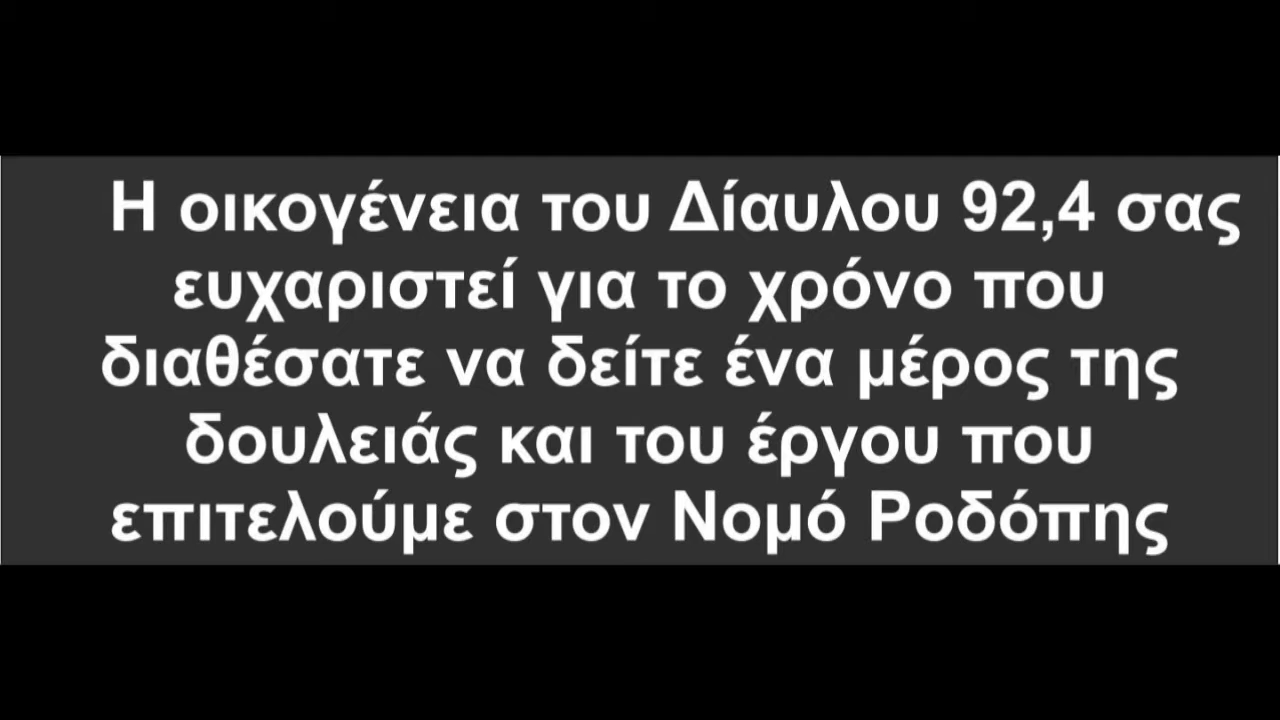 Η οικογένεια του Δίαυλου 92,4 σας
ευχαριστεί για το χρόνο που
διαθέσατε να δείτε ένα μέρος της
δουλειάς και του έργου που
επιτελούμε στον Νομό Ροδόπης